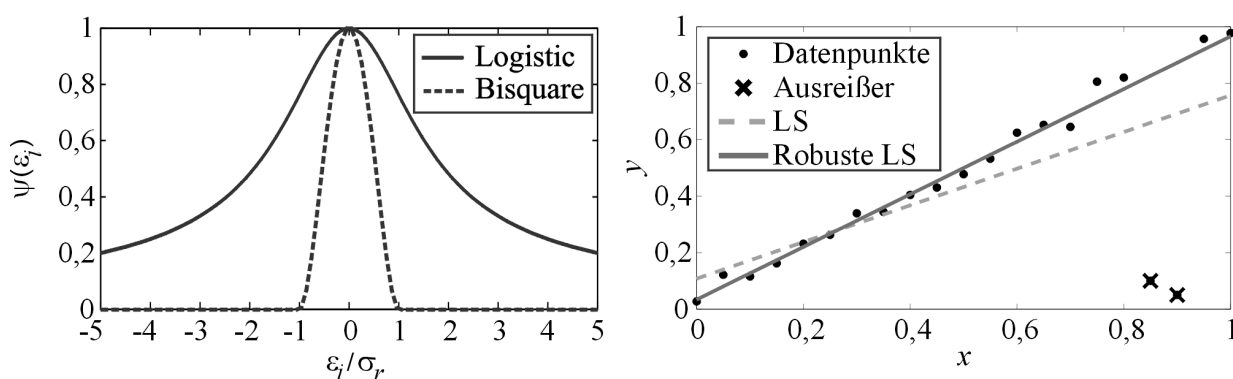 1
0,8
0,6
0,4
0,2
0
ψ(εᵢ)
Logistic
Bisquare
-5 -4 -3 -2 -1 0 1 2 3 4 5
εᵢ/σᵣ
1
0,8
0,6
0,4
0,2
0
y
Datenpunkte
Ausreißer
LS
Robuste LS
0 0,2 0,4 0,6 0,8 1
x